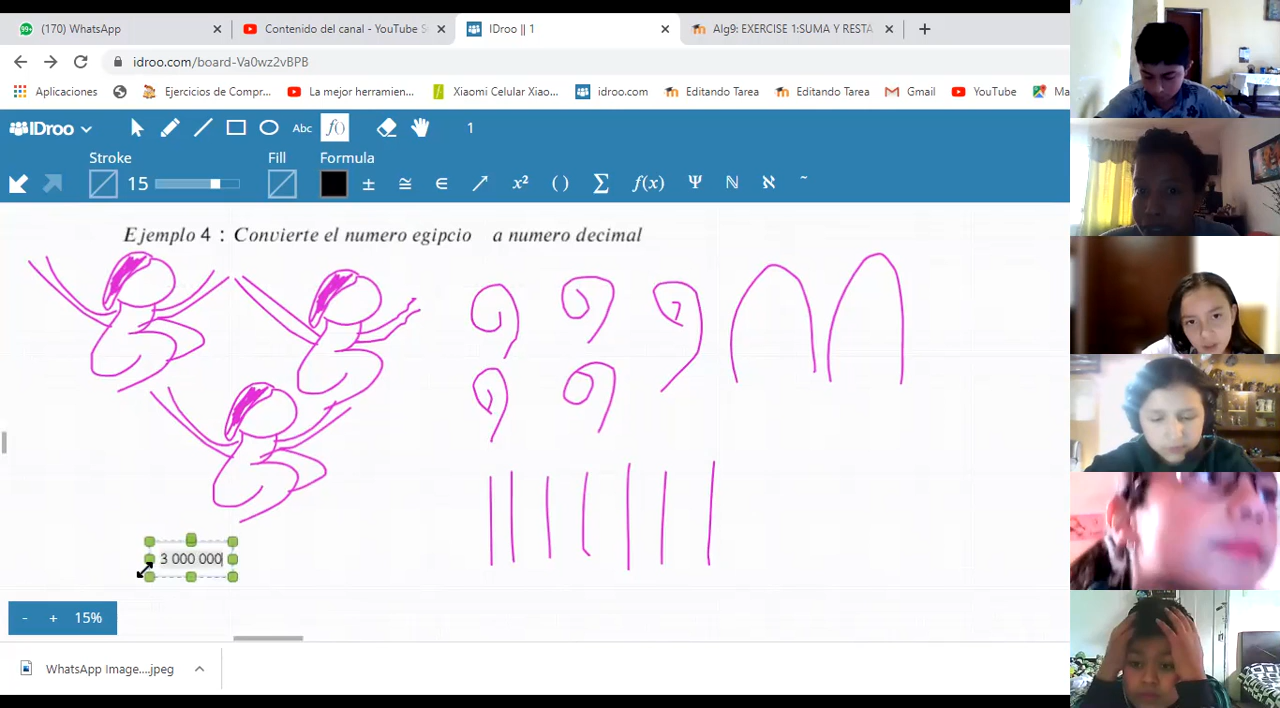 (170) WhatsApp
Contenido del canal - YouTube S
IDroo || 1
Alg9: EXERCISE 1:SUMA Y RESTA
idroo.com/board-Va0wz2vBPB
Aplicaciones
Ejercicios de Compr...
La mejor herramien...
Xiaomi Celular Xiao...
idroo.com
Editando Tarea
Editando Tarea
Gmail
YouTube
Ma
IDroo
Abc
f()
1
Stroke
Fill
Formula
15
± ≅ ∈ x² ( ) Σ f(x) Ψ ℕ ℵ ~
Ejemplo 4 : Convierte el numero egipcio a numero decimal
3 000 000
- + 15%
WhatsApp Image....jpeg